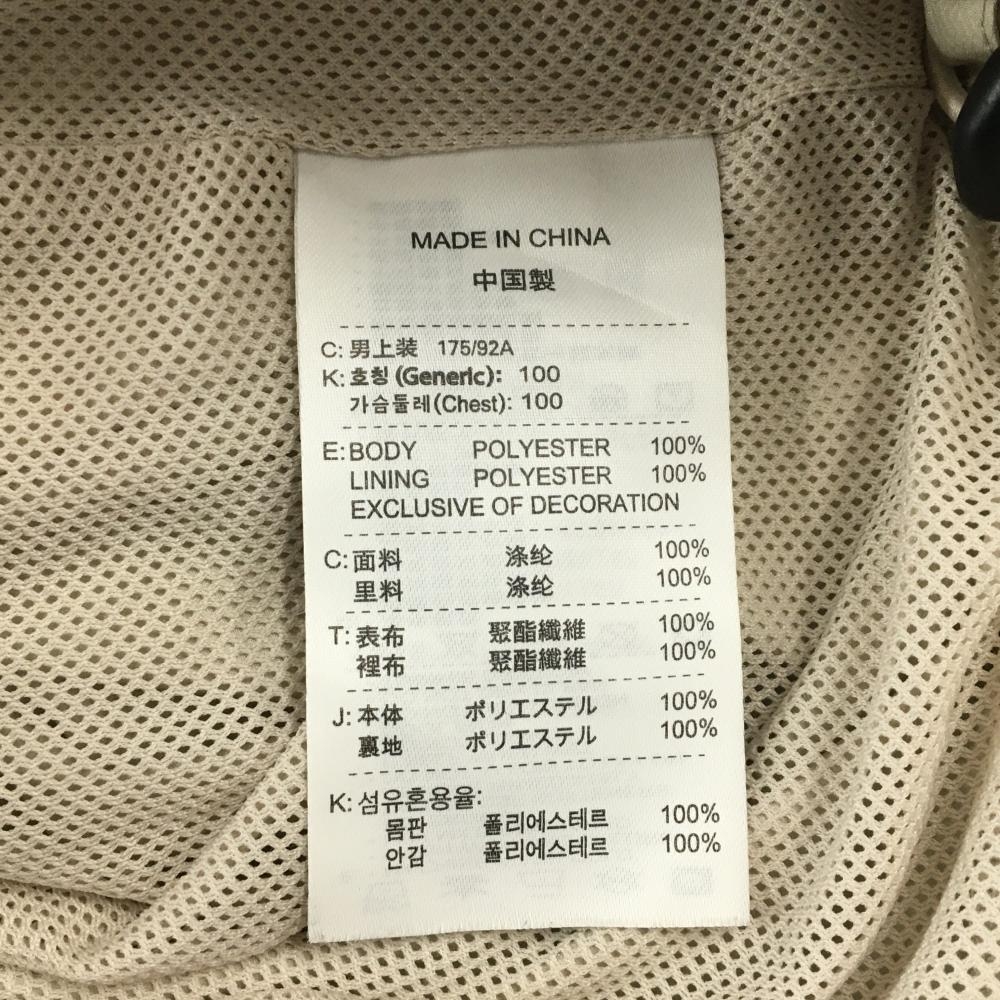 MADE IN CHINA
中国製
C: 男上装 175/92A
K: 호칭 (Generic): 100
가슴둘레(Chest): 100
E: BODY POLYESTER 100%
LINING POLYESTER 100%
EXCLUSIVE OF DECORATION
C: 面料 涤纶 100%
里料 涤纶 100%
T: 表布 聚酯纖維 100%
裡布 聚酯纖維 100%
J: 本体 ポリエステル 100%
裏地 ポリエステル 100%
K: 섬유혼용율:
몸판 폴리에스테르 100%
안감 폴리에스테르 100%